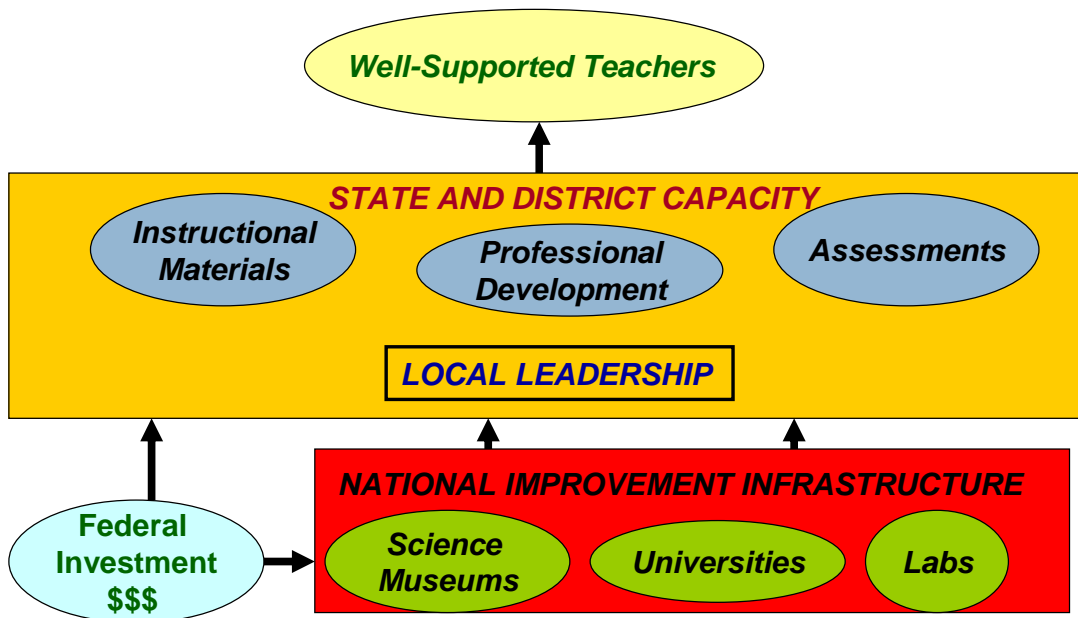 Well-Supported Teachers
STATE AND DISTRICT CAPACITY
Instructional
Materials
Professional
Development
Assessments
LOCAL LEADERSHIP
NATIONAL IMPROVEMENT INFRASTRUCTURE
Federal
Investment
$$$
Science
Museums
Universities
Labs